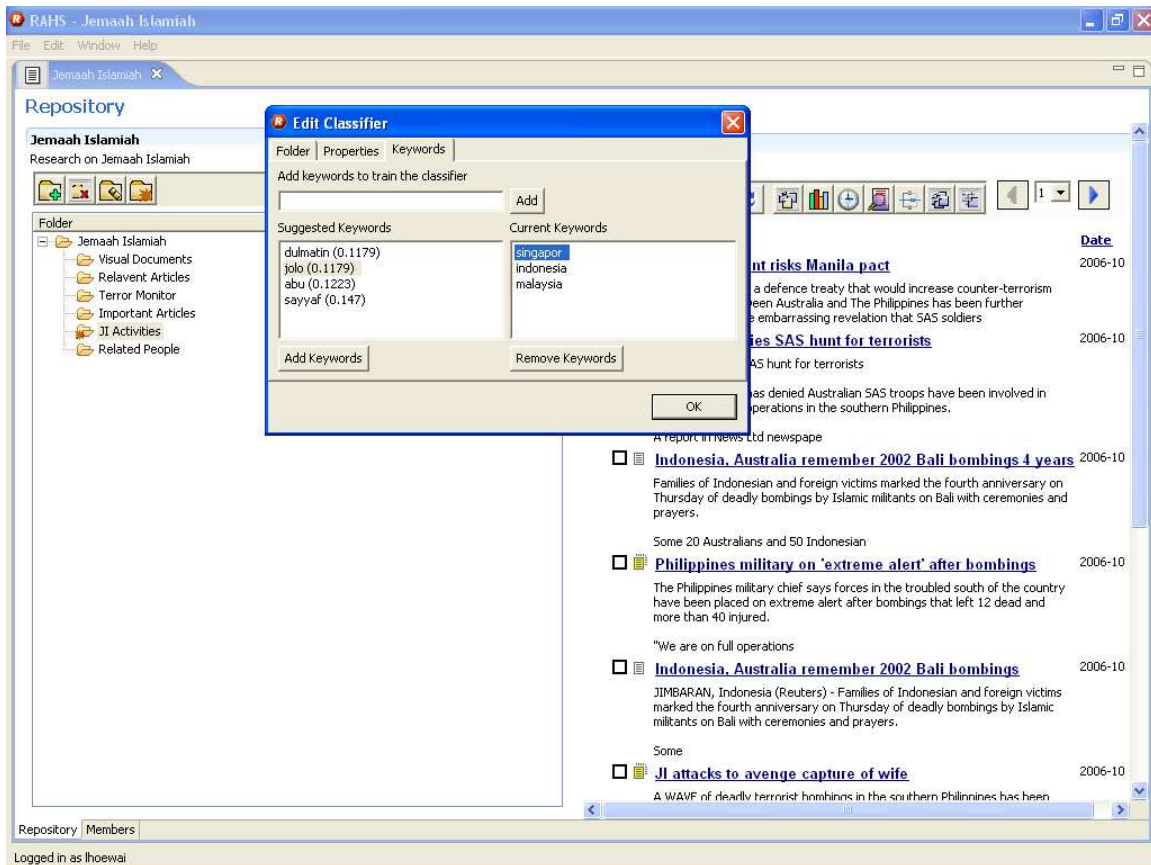 RAHS - Jemaah Islamiah
File Edit Window Help
Jemaah Islamiah
Repository
Jemaah Islamiah
Research on Jemaah Islamiah
Folder
Jemaah Islamiah
Visual Documents
Relavent Articles
Terror Monitor
Important Articles
JI Activities
Related People
Edit Classifier
Folder Properties Keywords
Add keywords to train the classifier
Add
Suggested Keywords Current Keywords
dulmatin (0.1179)
jolo (0.1179)
abu (0.1223)
sayyaf (0.147)
singapor
indonesia
malaysia
Add Keywords Remove Keywords
OK
1
Date
nt risks Manila pact 2006-10
a defence treaty that would increase counter-terrorism
een Australia and The Philippines has been further
e embarrassing revelation that SAS soldiers
ies SAS hunt for terrorists 2006-10
AS hunt for terrorists
as denied Australian SAS troops have been involved in
perations in the southern Philippines.
A report in News Ltd newspape
Indonesia, Australia remember 2002 Bali bombings 4 years 2006-10
Families of Indonesian and foreign victims marked the fourth anniversary on
Thursday of deadly bombings by Islamic militants on Bali with ceremonies and
prayers.
Some 20 Australians and 50 Indonesian
Philippines military on 'extreme alert' after bombings 2006-10
The Philippines military chief says forces in the troubled south of the country
have been placed on extreme alert after bombings that left 12 dead and
more than 40 injured.
"We are on full operations
Indonesia, Australia remember 2002 Bali bombings 2006-10
JIMBARAN, Indonesia (Reuters) - Families of Indonesian and foreign victims
marked the fourth anniversary on Thursday of deadly bombings by Islamic
militants on Bali with ceremonies and prayers.
Some
JI attacks to avenge capture of wife 2006-10
A WAVE of deadly terrorist bombings in the southern Philippines has been
Repository Members
Logged in as lhoewai